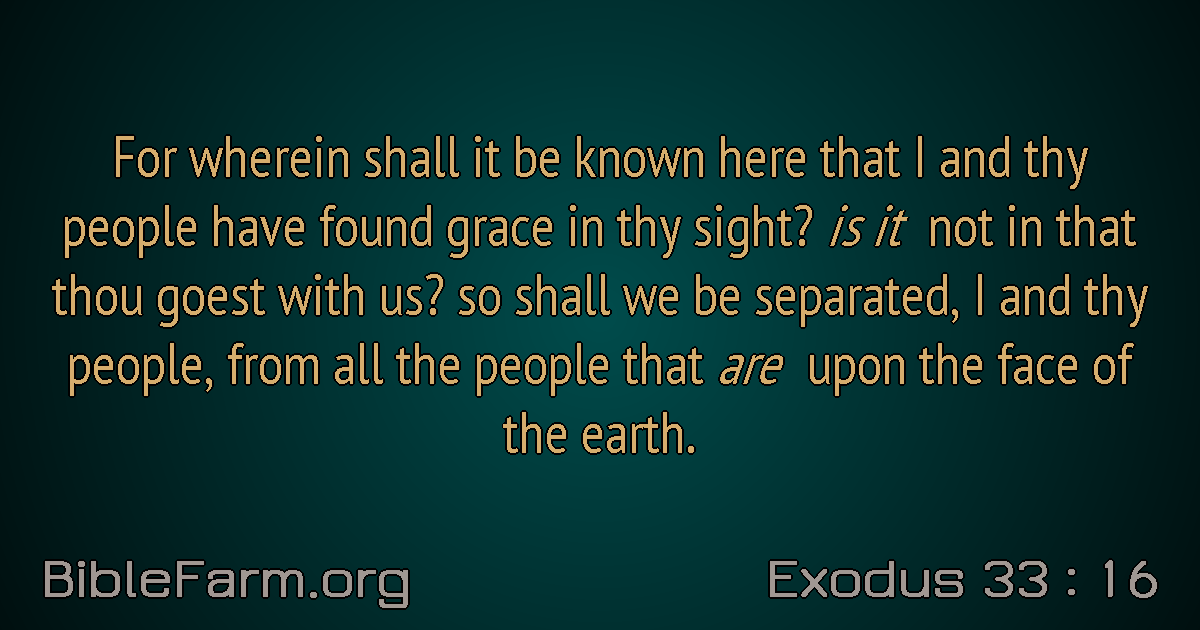 For wherein shall it be known here that I and thy
people have found grace in thy sight? is it not in that
thou goest with us? so shall we be separated, I and thy
people, from all the people that are upon the face of
the earth.
BibleFarm.org
Exodus 33 : 16